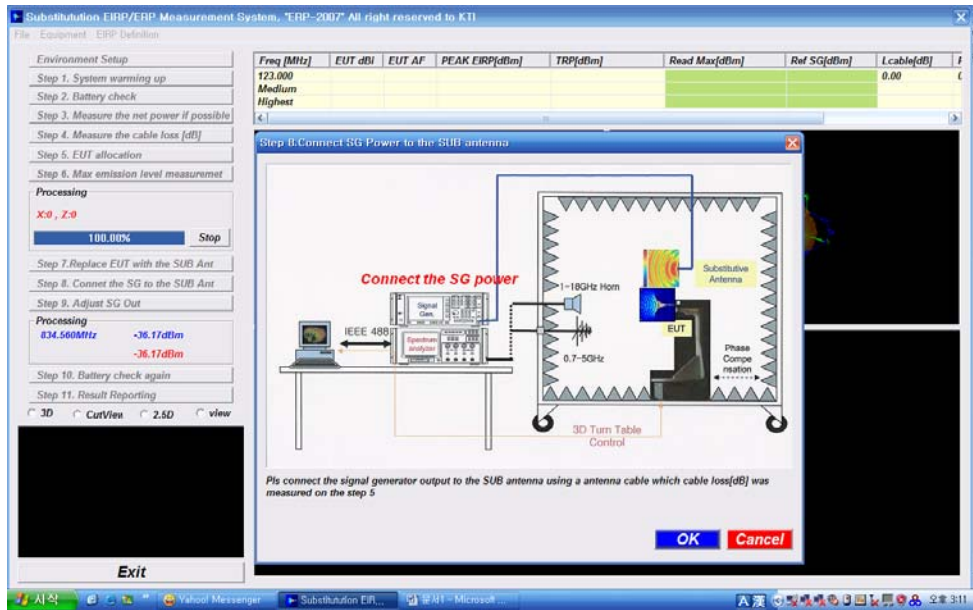 Substitutution EIRP/ERP Measurement System, "ERP-2007" All right reserved to KTI
File Equipment EIRP Definition
Environment Setup
Step 1. System warming up
Step 2. Battery check
Step 3. Measure the net power if possible
Step 4. Measure the cable loss [dB]
Step 5. EUT allocation
Step 6. Max emission level measuremet
Processing
X:0 , Z:0
100.00%
Stop
Step 7.Replace EUT with the SUB Ant
Step 8. Connet the SG to the SUB Ant
Step 9. Adjust SG Out
Processing
834.560MHz -36.17dBm
-36.17dBm
Step 10. Battery check again
Step 11. Result Reporting
3D CutView 2.5D view
Exit
Freq [MHz] EUT dBi EUT AF PEAK EIRP[dBm] TRP[dBm] Read Max[dBm] Ref SG[dBm] Lcable[dB]
123.000 0.00
Medium
Highest
Step 8.Connect SG Power to the SUB antenna
Connect the SG power
Signal
Gen.
Spectrum
analyzer
IEEE 488
1-18GHz Horn
0.7-5GHz
Substitutive
Antenna
EUT
Phase
Compe
nsation
3D Turn Table
Control
Pls connect the signal generator output to the SUB antenna using a antenna cable which cable loss[dB] was
measured on the step 5
OK
Cancel
시작
Yahoo! Messenger
Substitutution EIR,,,
문서1 - Microsoft ...
A 漢
오후 3:11